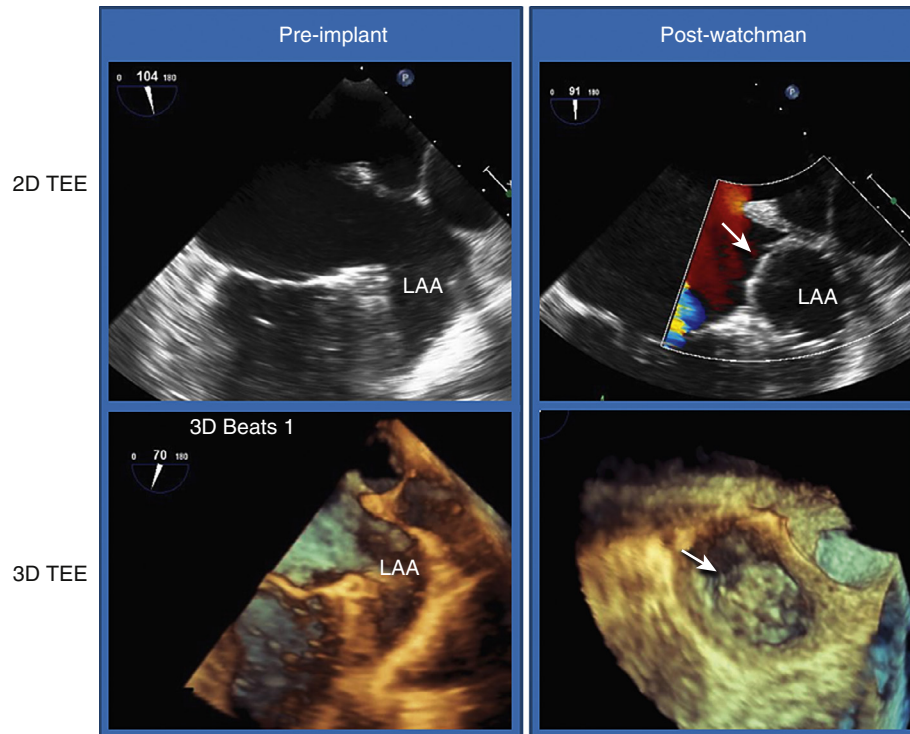 Pre-implant
Post-watchman
2D TEE
0 104 180
P
LAA
0 91 180
P
LAA
3D TEE
3D Beats 1
0 70 180
LAA